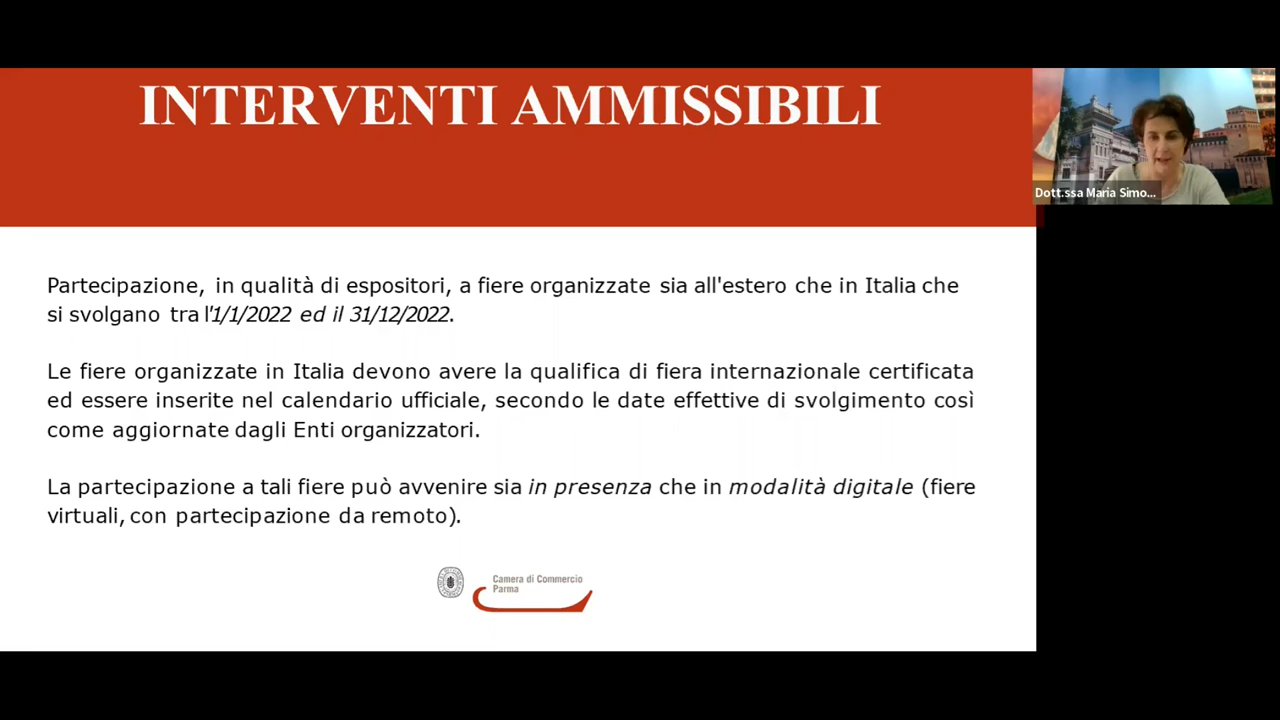 INTERVENTI AMMISSIBILI
Dott.ssa Maria Simo...
Partecipazione, in qualità di espositori, a fiere organizzate sia all'estero che in Italia che
si svolgano tra l'1/1/2022 ed il 31/12/2022.
Le fiere organizzate in Italia devono avere la qualifica di fiera internazionale certificata
ed essere inserite nel calendario ufficiale, secondo le date effettive di svolgimento così
come aggiornate dagli Enti organizzatori.
La partecipazione a tali fiere può avvenire sia in presenza che in modalità digitale (fiere
virtuali, con partecipazione da remoto).
Camera di Commercio
Parma